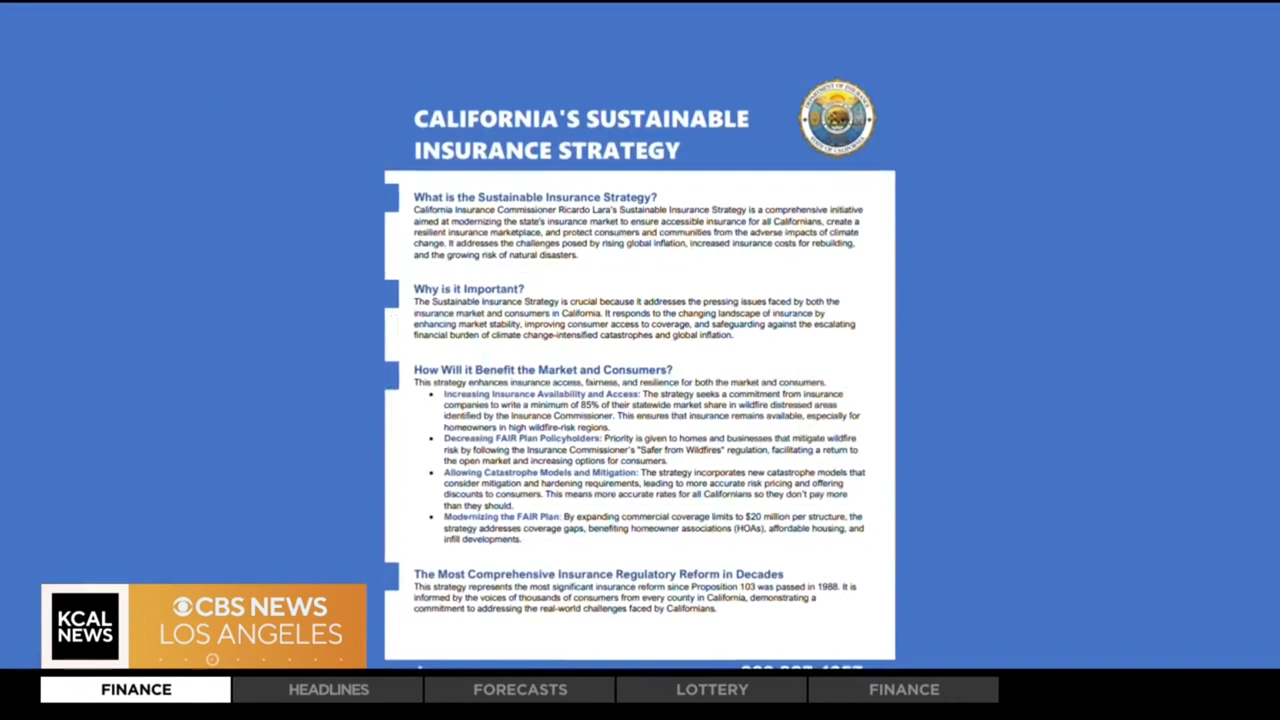 CALIFORNIA'S SUSTAINABLE
INSURANCE STRATEGY
DEPARTMENT OF INSURANCE
STATE OF CALIFORNIA
What is the Sustainable Insurance Strategy?
California Insurance Commissioner Ricardo Lara's Sustainable Insurance Strategy is a comprehensive initiative
aimed at modernizing the state's insurance market to ensure accessible insurance for all Californians, create a
resilient insurance marketplace, and protect consumers and communities from the adverse impacts of climate
change. It addresses the challenges posed by rising global inflation, increased insurance costs for rebuilding,
and the growing risk of natural disasters.
Why is it Important?
The Sustainable Insurance Strategy is crucial because it addresses the pressing issues faced by both the
insurance market and consumers in California. It responds to the changing landscape of insurance by
enhancing market stability, improving consumer access to coverage, and safeguarding against the escalating
financial burden of climate change-intensified catastrophes and global inflation.
How Will it Benefit the Market and Consumers?
This strategy enhances insurance access, fairness, and resilience for both the market and consumers.
• Increasing Insurance Availability and Access: The strategy seeks a commitment from insurance
companies to write a minimum of 85% of their statewide market share in wildfire distressed areas
identified by the Insurance Commissioner. This ensures that insurance remains available, especially for
homeowners in high wildfire-risk regions.
• Decreasing FAIR Plan Policyholders: Priority is given to homes and businesses that mitigate wildfire
risk by following the Insurance Commissioner's "Safer from Wildfires" regulation, facilitating a return to
the open market and increasing options for consumers.
• Allowing Catastrophe Models and Mitigation: The strategy incorporates new catastrophe models that
consider mitigation and hardening requirements, leading to more accurate risk pricing and offering
discounts to consumers. This means more accurate rates for all Californians so they don't pay more
than they should.
• Modernizing the FAIR Plan: By expanding commercial coverage limits to $20 million per structure, the
strategy addresses coverage gaps, benefiting homeowner associations (HOAs), affordable housing, and
infill developments.
The Most Comprehensive Insurance Regulatory Reform in Decades
This strategy represents the most significant insurance reform since Proposition 103 was passed in 1988. It is
informed by the voices of thousands of consumers from every county in California, demonstrating a
commitment to addressing the real-world challenges faced by Californians.
KCAL
NEWS
CBS NEWS
LOS ANGELES
FINANCE
HEADLINES
FORECASTS
LOTTERY
FINANCE